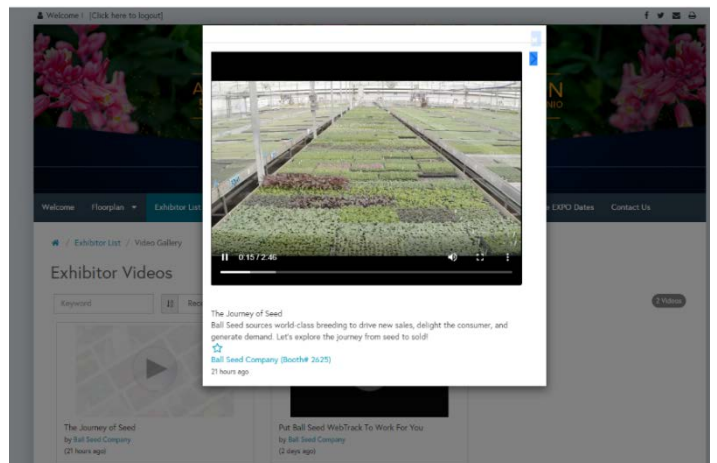 Welcome ! [Click here to logout]
A N
S NIO
Welcome Floorplan Exhibitor List e EXPO Dates Contact Us
/ Exhibitor List / Video Gallery
Exhibitor Videos
Keyword Rece 2 Videos
0:15 / 2:46
The Journey of Seed
Ball Seed sources world-class breeding to drive new sales, delight the consumer, and
generate demand. Let's explore the journey from seed to sold!
Ball Seed Company (Booth# 2625)
21 hours ago
The Journey of Seed
by Ball Seed Company
(21 hours ago)
Put Ball Seed WebTrack To Work For You
by Ball Seed Company
(2 days ago)